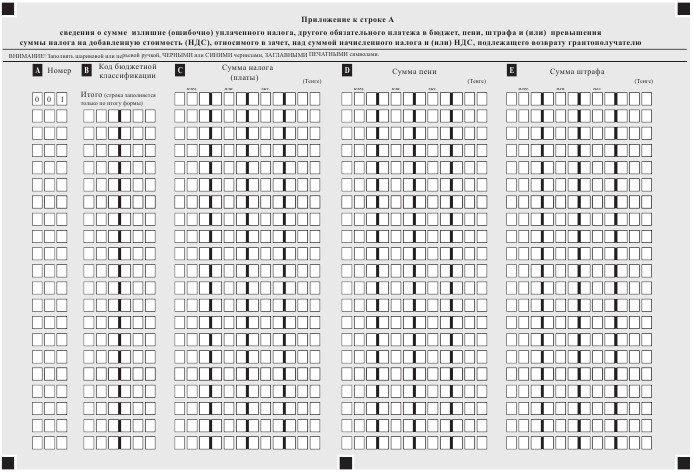 Приложение к строке А
сведения о сумме излишне (ошибочно) уплаченного налога, другого обязательного платежа в бюджет, пени, штрафа и (или) превышения
суммы налога на добавленную стоимость (НДС), относимого в зачет, над суммой начисленного налога и (или) НДС, подлежащего возврату грантополучателю
ВНИМАНИЕ! Заполнять шариковой или перьевой ручкой, ЧЕРНЫМИ или СИНИМИ чернилами, ЗАГЛАВНЫМИ ПЕЧАТНЫМИ символами.
A Номер
B Код бюджетной
классификации
C Сумма налога
(платы)
(Тенге)
D Сумма пени
(Тенге)
E Сумма штрафа
(Тенге)
0 0 1
Итого (строка заполняется
только по итогу формы)
млрд. млн. тыс.
млрд. млн. тыс.
млрд. млн. тыс.